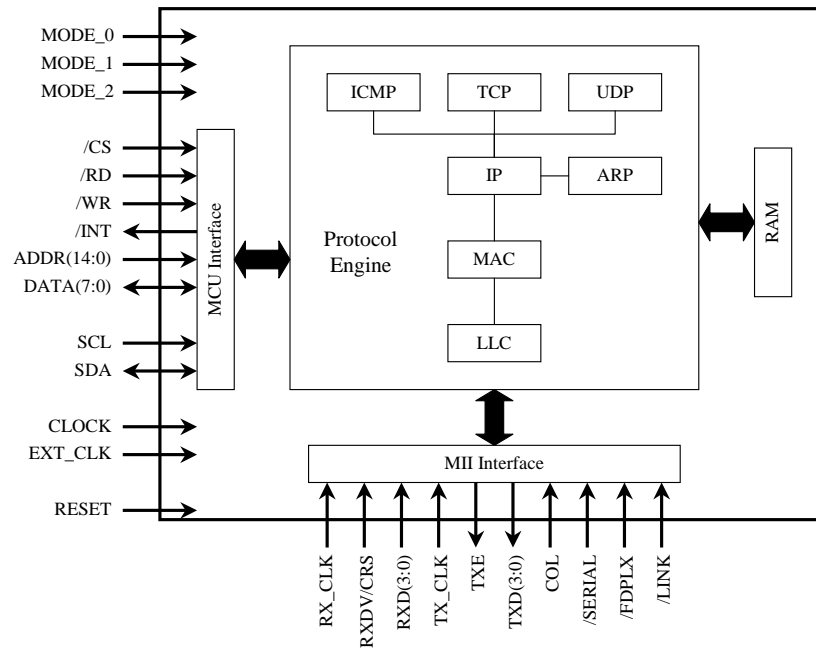 MODE_0
MODE_1
MODE_2
/CS
/RD
/WR
/INT
ADDR(14:0)
DATA(7:0)
SCL
SDA
CLOCK
EXT_CLK
RESET
MCU Interface
Protocol
Engine
ICMP
TCP
UDP
IP
ARP
MAC
LLC
RAM
MII Interface
RX_CLK
RXDV/CRS
RXD(3:0)
TX_CLK
TXE
TXD(3:0)
COL
/SERIAL
/FDPLX
/LINK